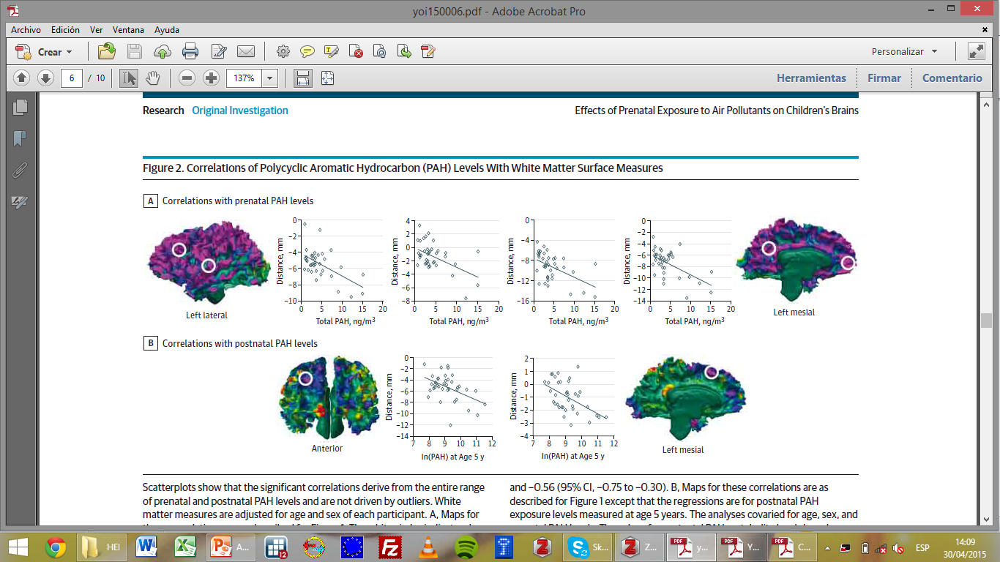 yoi150006.pdf - Adobe Acrobat Pro
Archivo Edición Ver Ventana Ayuda
Crear
Personalizar
6 / 10
137%
Herramientas Firmar Comentario
Research Original Investigation
Effects of Prenatal Exposure to Air Pollutants on Children's Brains
Figure 2. Correlations of Polycyclic Aromatic Hydrocarbon (PAH) Levels With White Matter Surface Measures
A Correlations with prenatal PAH levels
Left lateral
Distance, mm
0
−2
−4
−6
−8
−10
0 5 10 15 20
Total PAH, ng/m³
Distance, mm
4
2
0
−2
−4
−6
−8
0 5 10 15 20
Total PAH, ng/m³
Distance, mm
0
−4
−8
−12
−16
0 5 10 15 20
Total PAH, ng/m³
Distance, mm
0
−2
−4
−6
−8
−10
−12
−14
0 5 10 15 20
Total PAH, ng/m³
Left mesial
B Correlations with postnatal PAH levels
Anterior
Distance, mm
0
−2
−4
−6
−8
−10
−12
−14
7 8 9 10 11 12
In(PAH) at Age 5 y
Distance, mm
2
1
0
−1
−2
−3
−4
7 8 9 10 11 12
In(PAH) at Age 5 y
Left mesial
Scatterplots show that the significant correlations derive from the entire range
of prenatal and postnatal PAH levels and are not driven by outliers. White
matter measures are adjusted for age and sex of each participant. A, Maps for
and −0.56 (95% CI, −0.75 to −0.30). B, Maps for these correlations are as
described for Figure 1 except that the regressions are for postnatal PAH
exposure levels measured at age 5 years. The analyses covaried for age, sex, and
HEI
A...
12
Sk...
Z...
y...
Y...
C...
ESP
14:09
30/04/2015